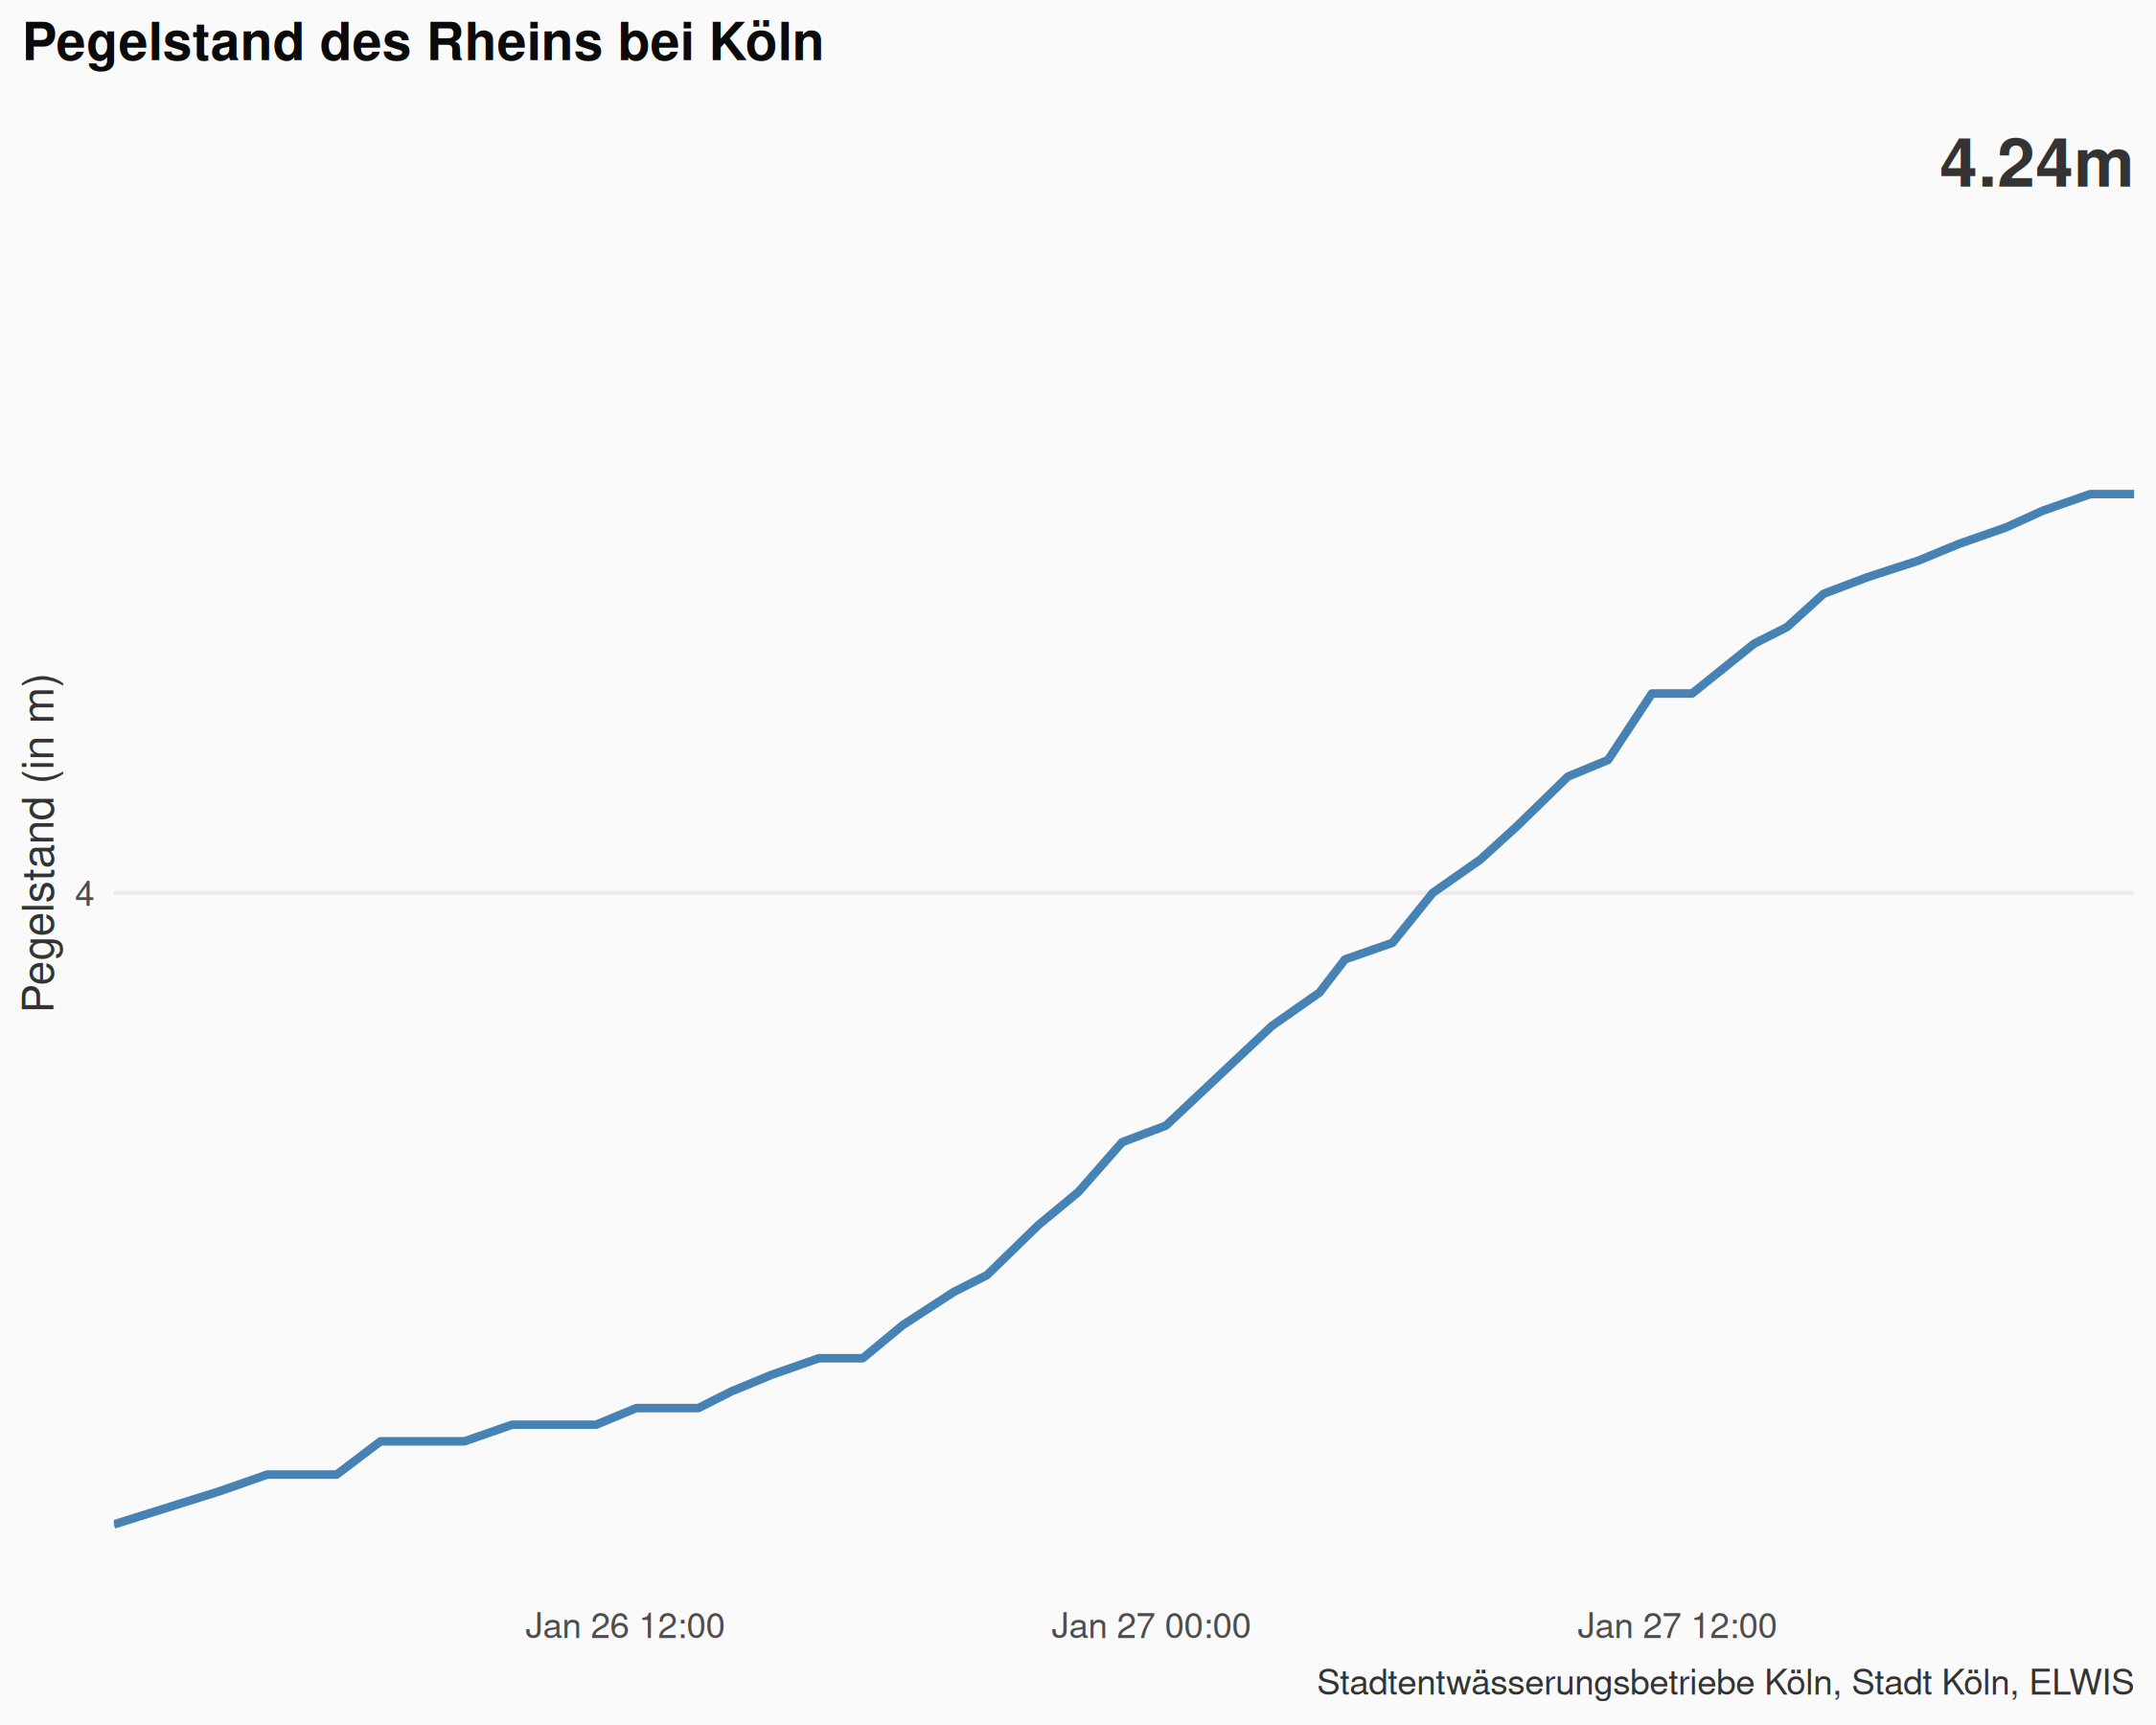 Pegelstand des Rheins bei Köln
4.24m
Pegelstand (in m)
4
Jan 26 12:00
Jan 27 00:00
Jan 27 12:00
Stadtentwässerungsbetriebe Köln, Stadt Köln, ELWIS